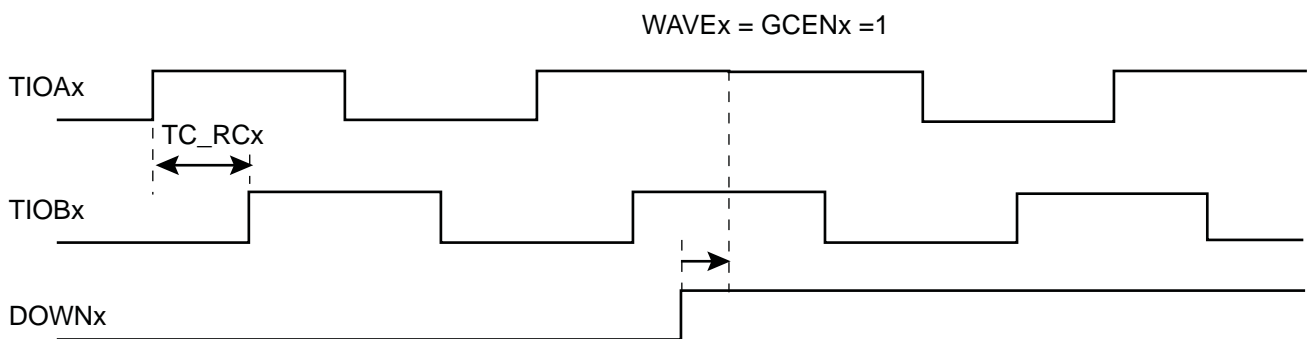 WAVEx = GCENx =1
TIOAx
TC_RCx
TIOBx
DOWNx